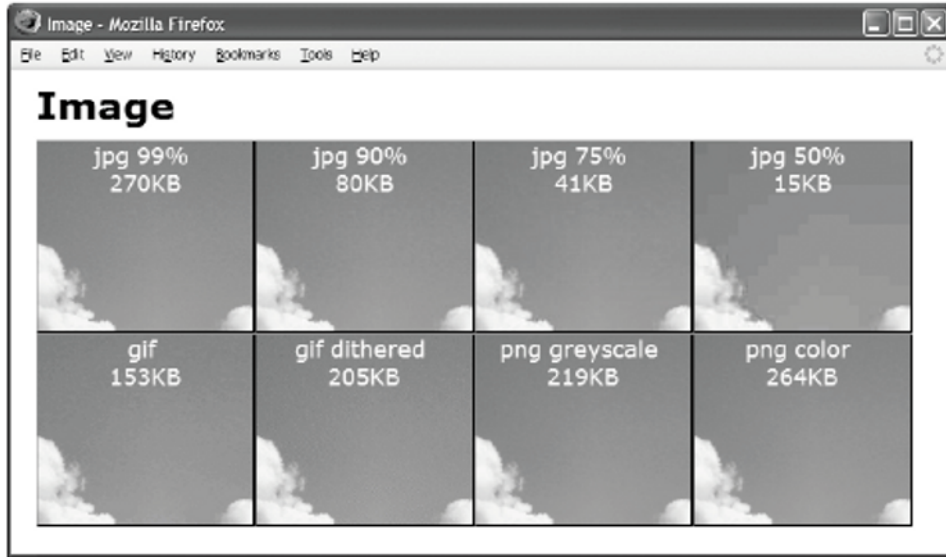 Image - Mozilla Firefox
File Edit View History Bookmarks Tools Help
Image
jpg 99% jpg 90% jpg 75% jpg 50%
270KB 80KB 41KB 15KB
gif gif dithered png greyscale png color
153KB 205KB 219KB 264KB